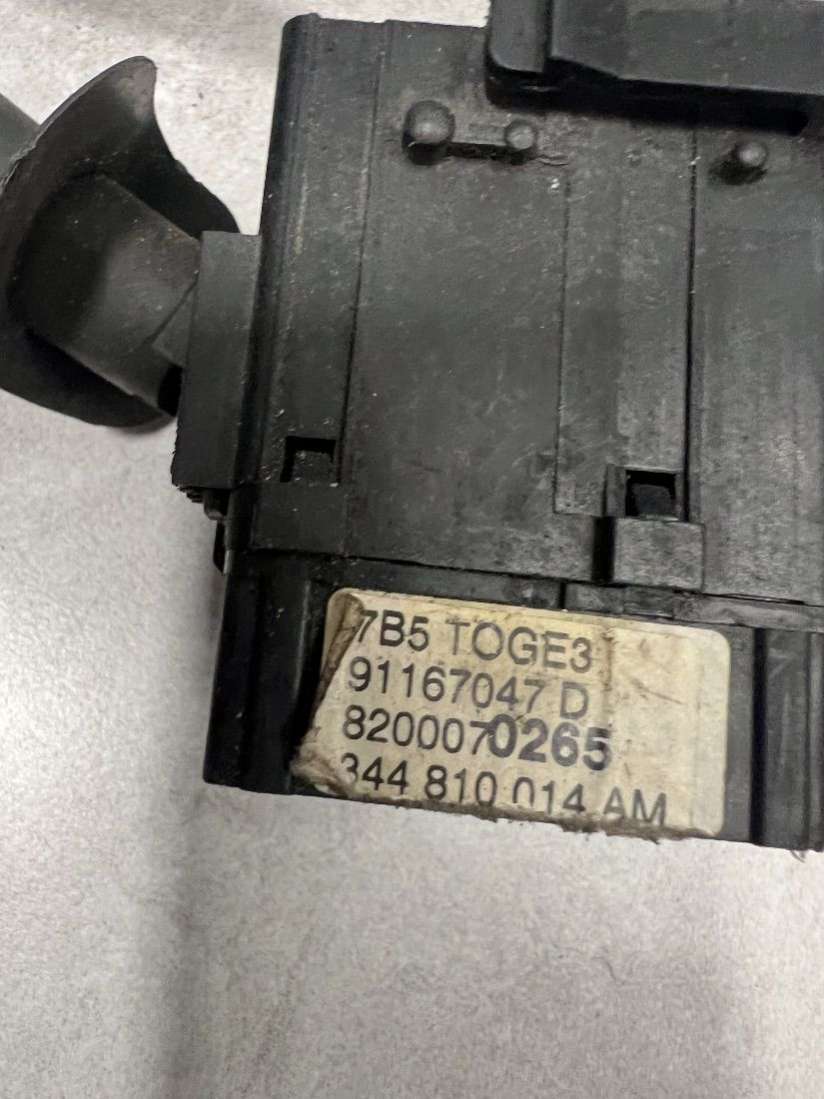 7B5 TOGE3
91167047 D
8200070265
344 810 014 AM